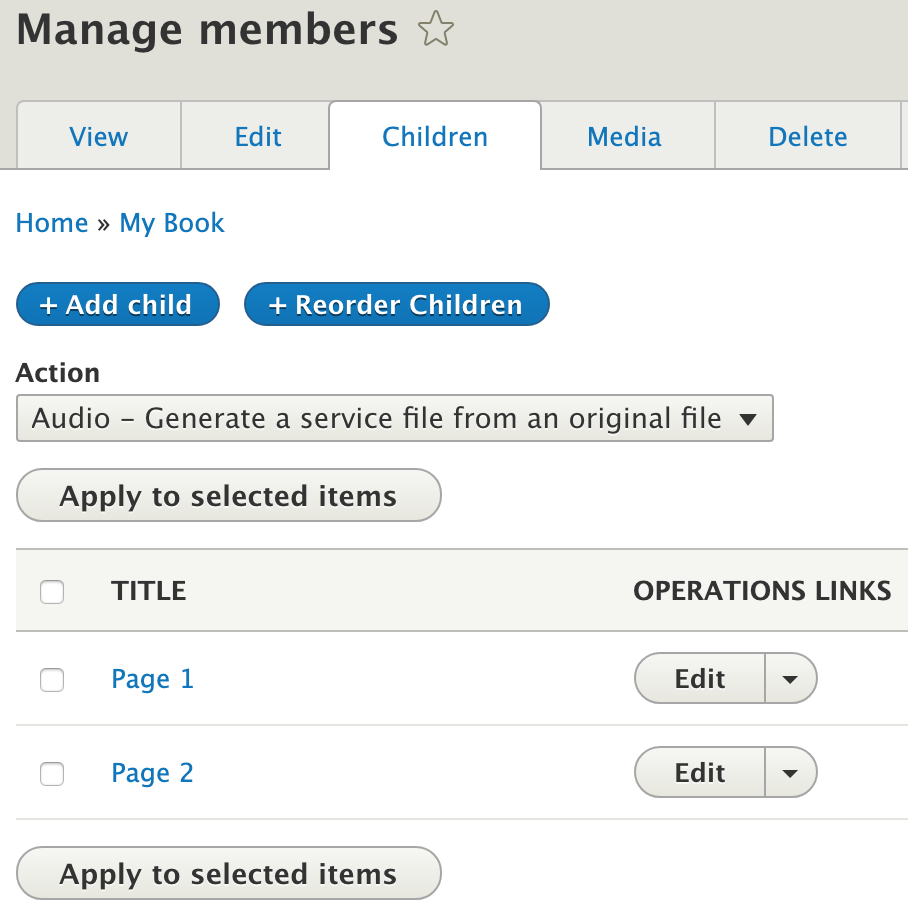 Manage members
View Edit Children Media Delete
Home » My Book
+ Add child + Reorder Children
Action
Audio – Generate a service file from an original file
Apply to selected items
TITLE OPERATIONS LINKS
Page 1 Edit
Page 2 Edit
Apply to selected items